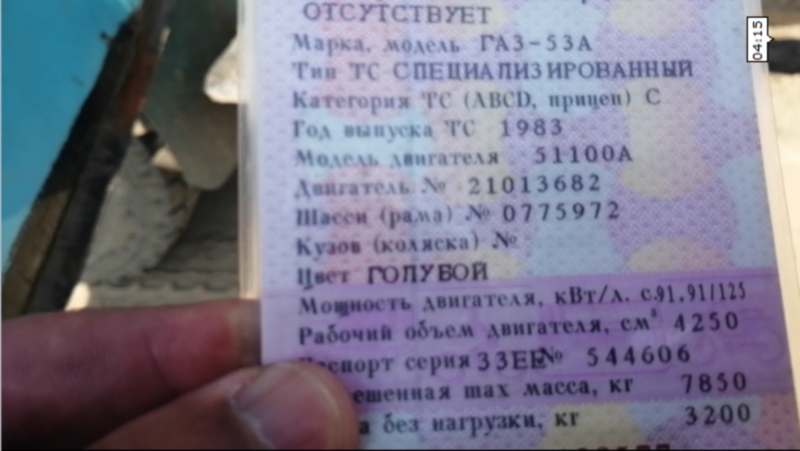 ОТСУТСТВУЕТ
Марка, модель ГАЗ-53А
Тип ТС СПЕЦИАЛИЗИРОВАННЫЙ
Категория ТС (ABCD, прицеп) С
Год выпуска ТС 1983
Модель двигателя 51100А
Двигатель № 21013682
Шасси (рама) № 0775972
Кузов (коляска) №
Цвет ГОЛУБОЙ
Мощность двигателя, кВт/л. с.91.91/125
Рабочий объем двигателя, см³ 4250
серия 33ЕЕ№ 544606
max масса, кг 7850
без нагрузки, кг 3200
04:15